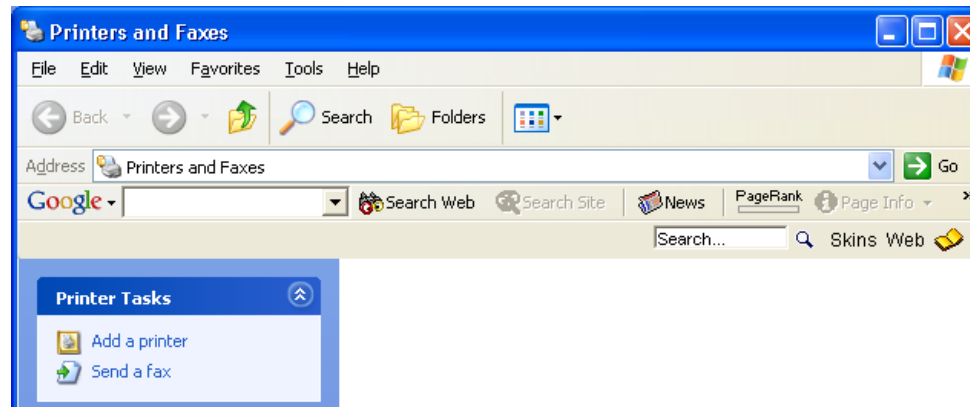 Printers and Faxes
File Edit View Favorites Tools Help
Back Search Folders
Address Printers and Faxes Go
Google Search Web Search Site News PageRank Page Info »
Search... Skins Web
Printer Tasks
Add a printer
Send a fax